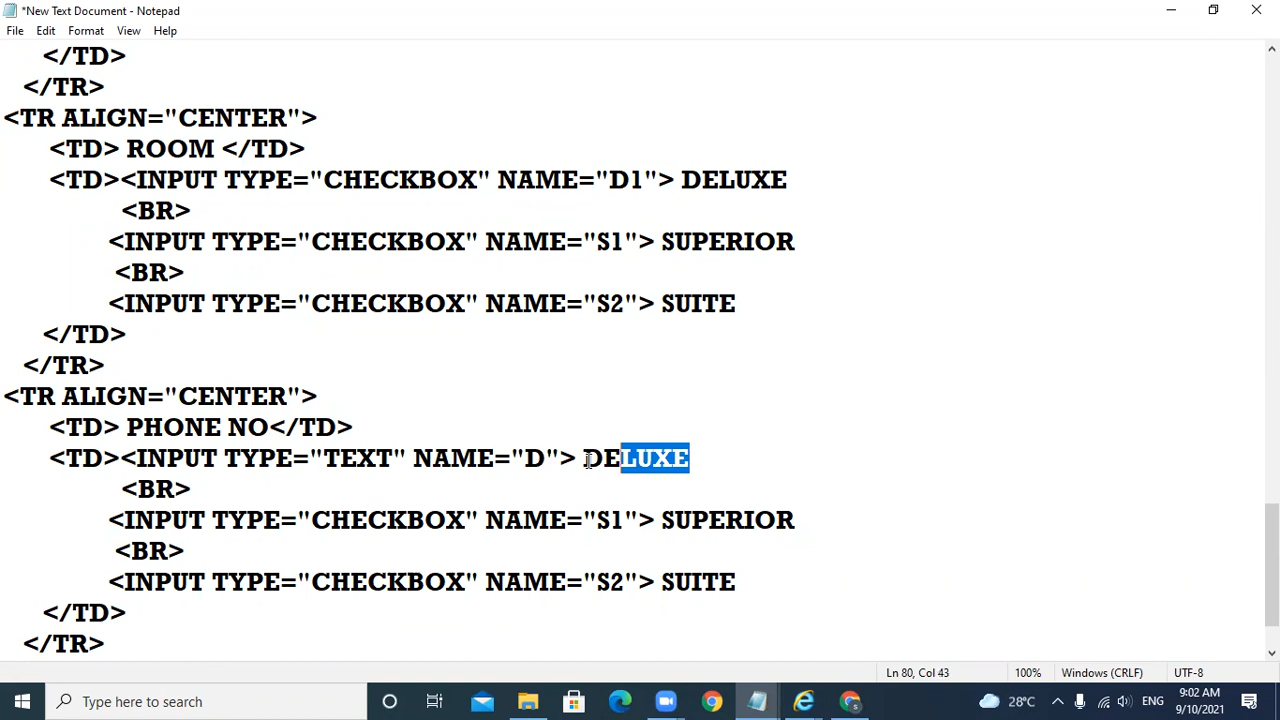 *New Text Document - Notepad
File Edit Format View Help
</TD>
</TR>
<TR ALIGN="CENTER">
<TD> ROOM </TD>
<TD><INPUT TYPE="CHECKBOX" NAME="D1"> DELUXE
<BR>
<INPUT TYPE="CHECKBOX" NAME="S1"> SUPERIOR
<BR>
<INPUT TYPE="CHECKBOX" NAME="S2"> SUITE
</TD>
</TR>
<TR ALIGN="CENTER">
<TD> PHONE NO</TD>
<TD><INPUT TYPE="TEXT" NAME="D"> DELUXE
<BR>
<INPUT TYPE="CHECKBOX" NAME="S1"> SUPERIOR
<BR>
<INPUT TYPE="CHECKBOX" NAME="S2"> SUITE
</TD>
</TR>
Ln 80, Col 43 100% Windows (CRLF) UTF-8
Type here to search 28°C ENG 9:02 AM
9/10/2021